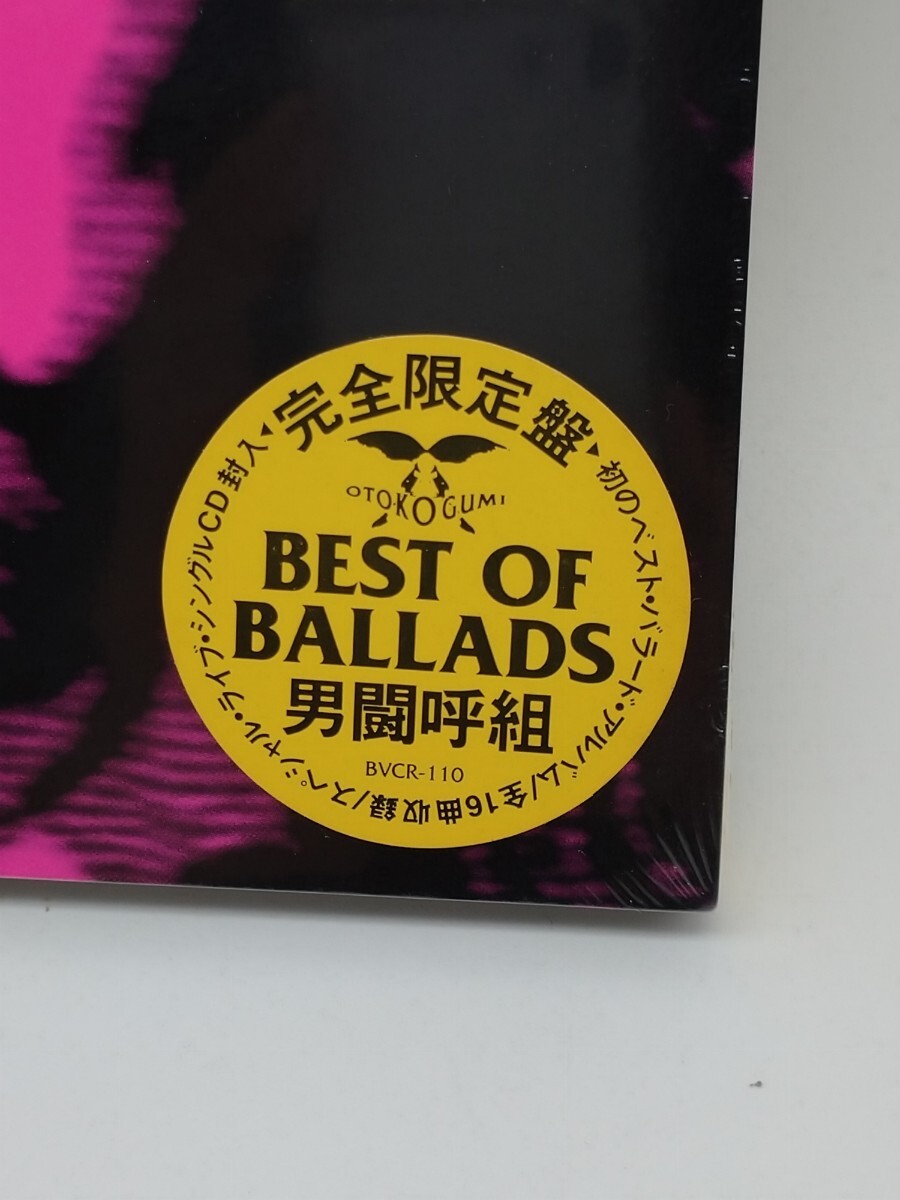 完全限定盤
初のベスト・バラード・アルバム/全16曲収録/スペシャル・ライブ・シングルCD封入
OTOKOGUMI
BEST OF
BALLADS
男闘呼組
BVCR-110